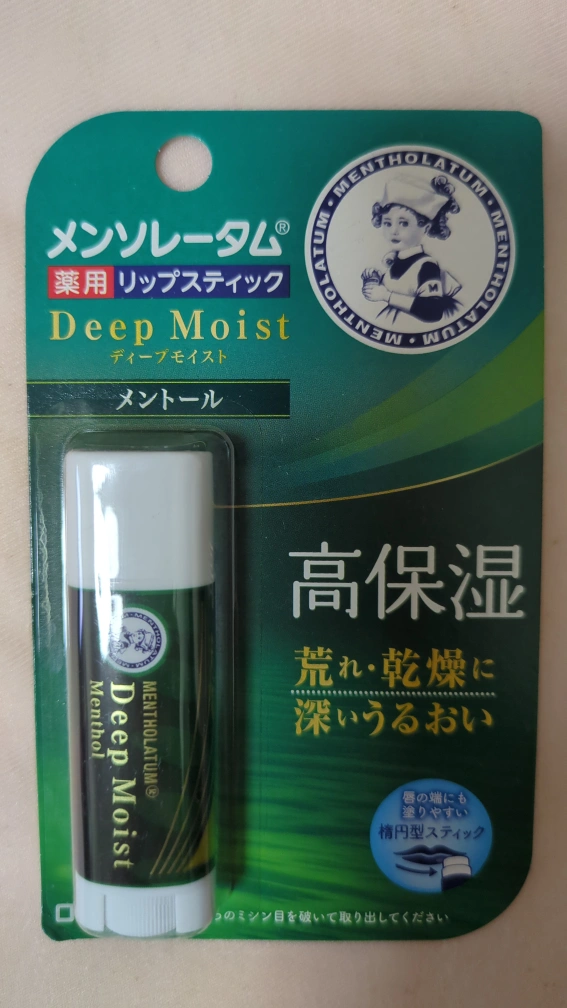 メンソレータム®
薬用 リップスティック
Deep Moist
ディープモイスト
メントール
MENTHOLATUM・MENTHOLATUM・MENTHOLATUM・MENTHOLATUM・
M
高保湿
荒れ・乾燥に
深いうるおい
MENTHOLATUM®
Deep Moist
Menthol
唇の端にも
塗りやすい
楕円型スティック
らのミシン目を破いて取り出してください